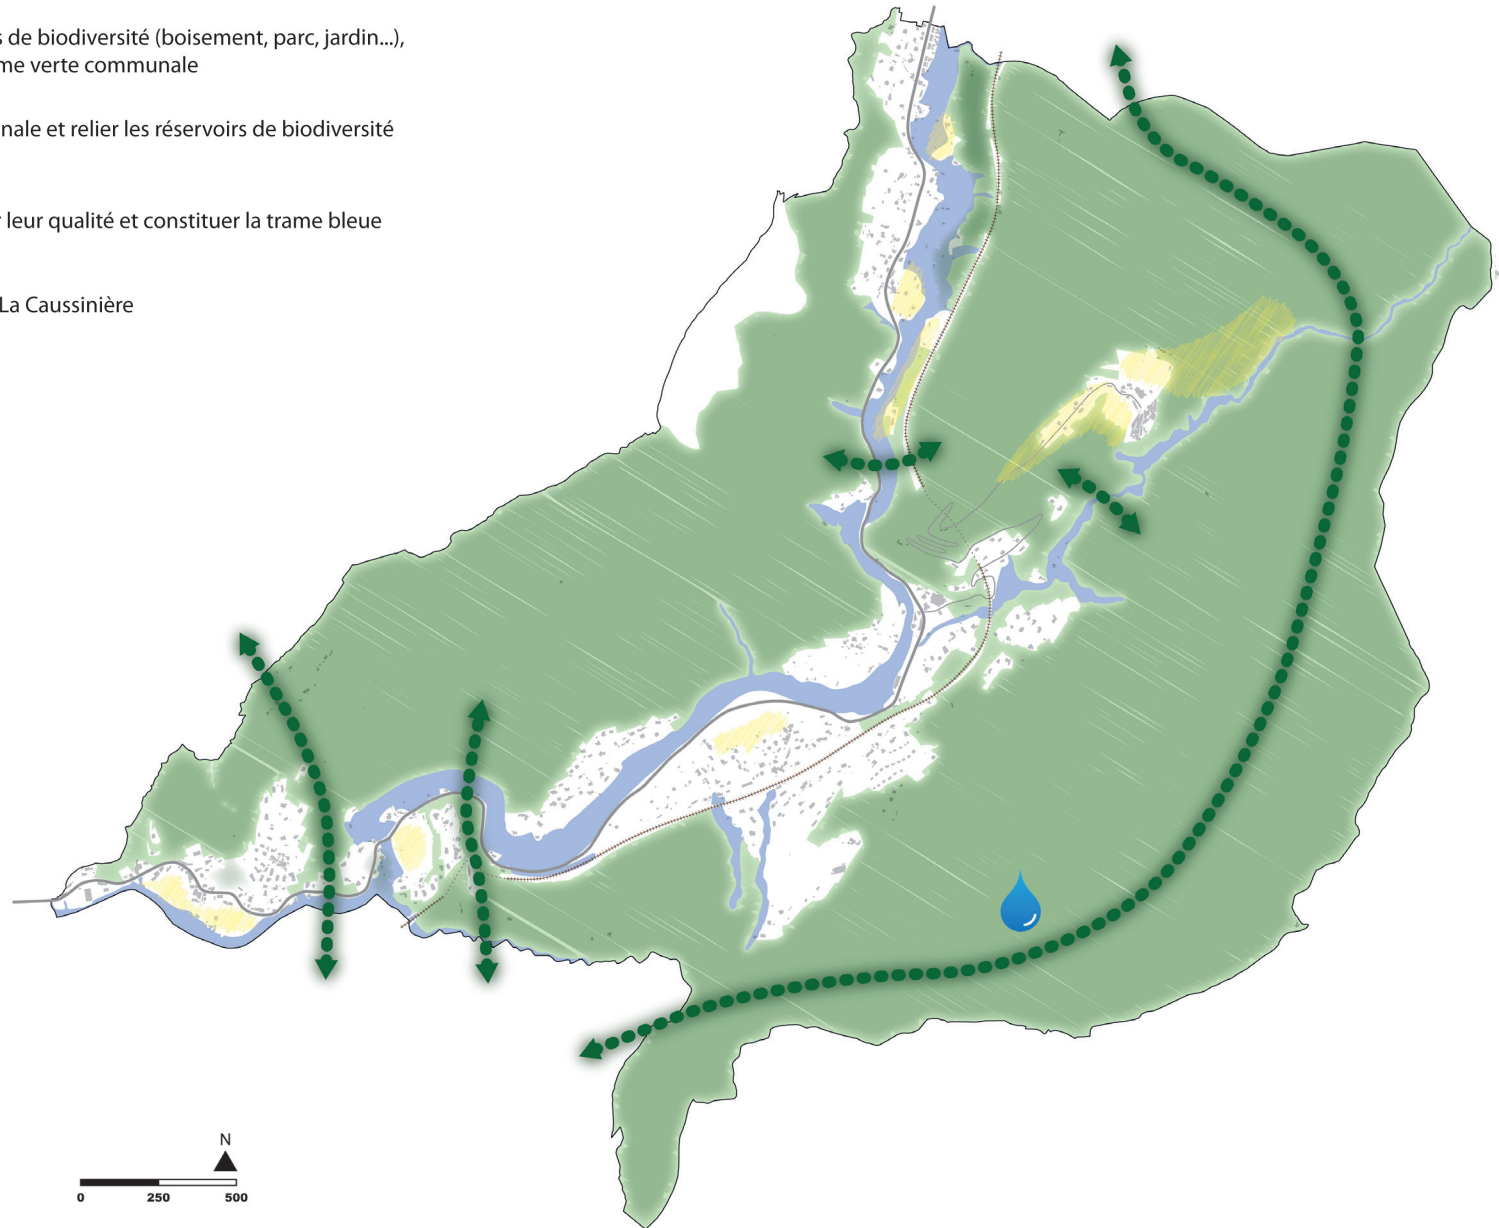 s de biodiversité (boisement, parc, jardin...),
me verte communale
nale et relier les réservoirs de biodiversité
r leur qualité et constituer la trame bleue
La Caussinière
N
0 250 500